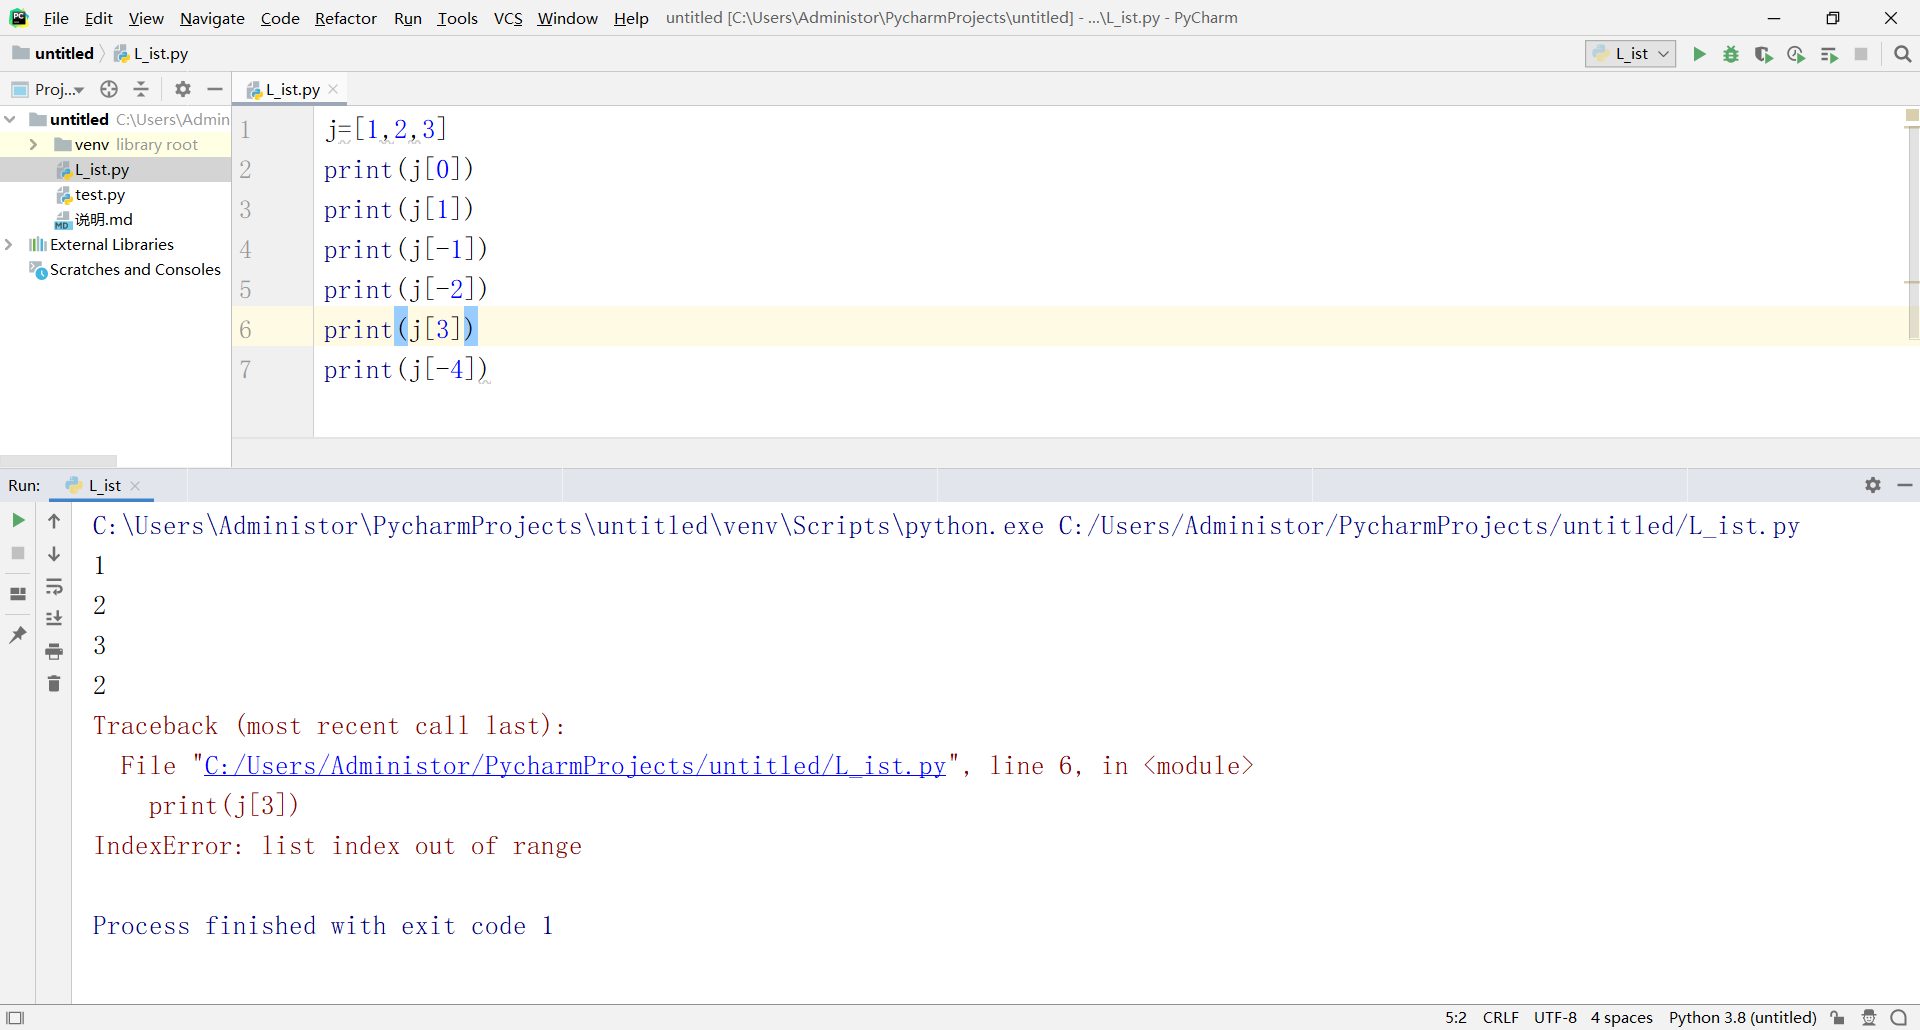 File Edit View Navigate Code Refactor Run Tools VCS Window Help untitled [C:\Users\Administor\PycharmProjects\untitled] - ...\L_ist.py - PyCharm
untitled L_ist.py L_ist
Proj... L_ist.py
untitled C:\Users\Admin
venv library root
L_ist.py
test.py
说明.md
External Libraries
Scratches and Consoles
1 j=[1,2,3]
2 print(j[0])
3 print(j[1])
4 print(j[-1])
5 print(j[-2])
6 print(j[3])
7 print(j[-4])
Run: L_ist
C:\Users\Administor\PycharmProjects\untitled\venv\Scripts\python.exe C:/Users/Administor/PycharmProjects/untitled/L_ist.py
1
2
3
2
Traceback (most recent call last):
File "C:/Users/Administor/PycharmProjects/untitled/L_ist.py", line 6, in <module>
print(j[3])
IndexError: list index out of range
Process finished with exit code 1
5:2 CRLF UTF-8 4 spaces Python 3.8 (untitled)